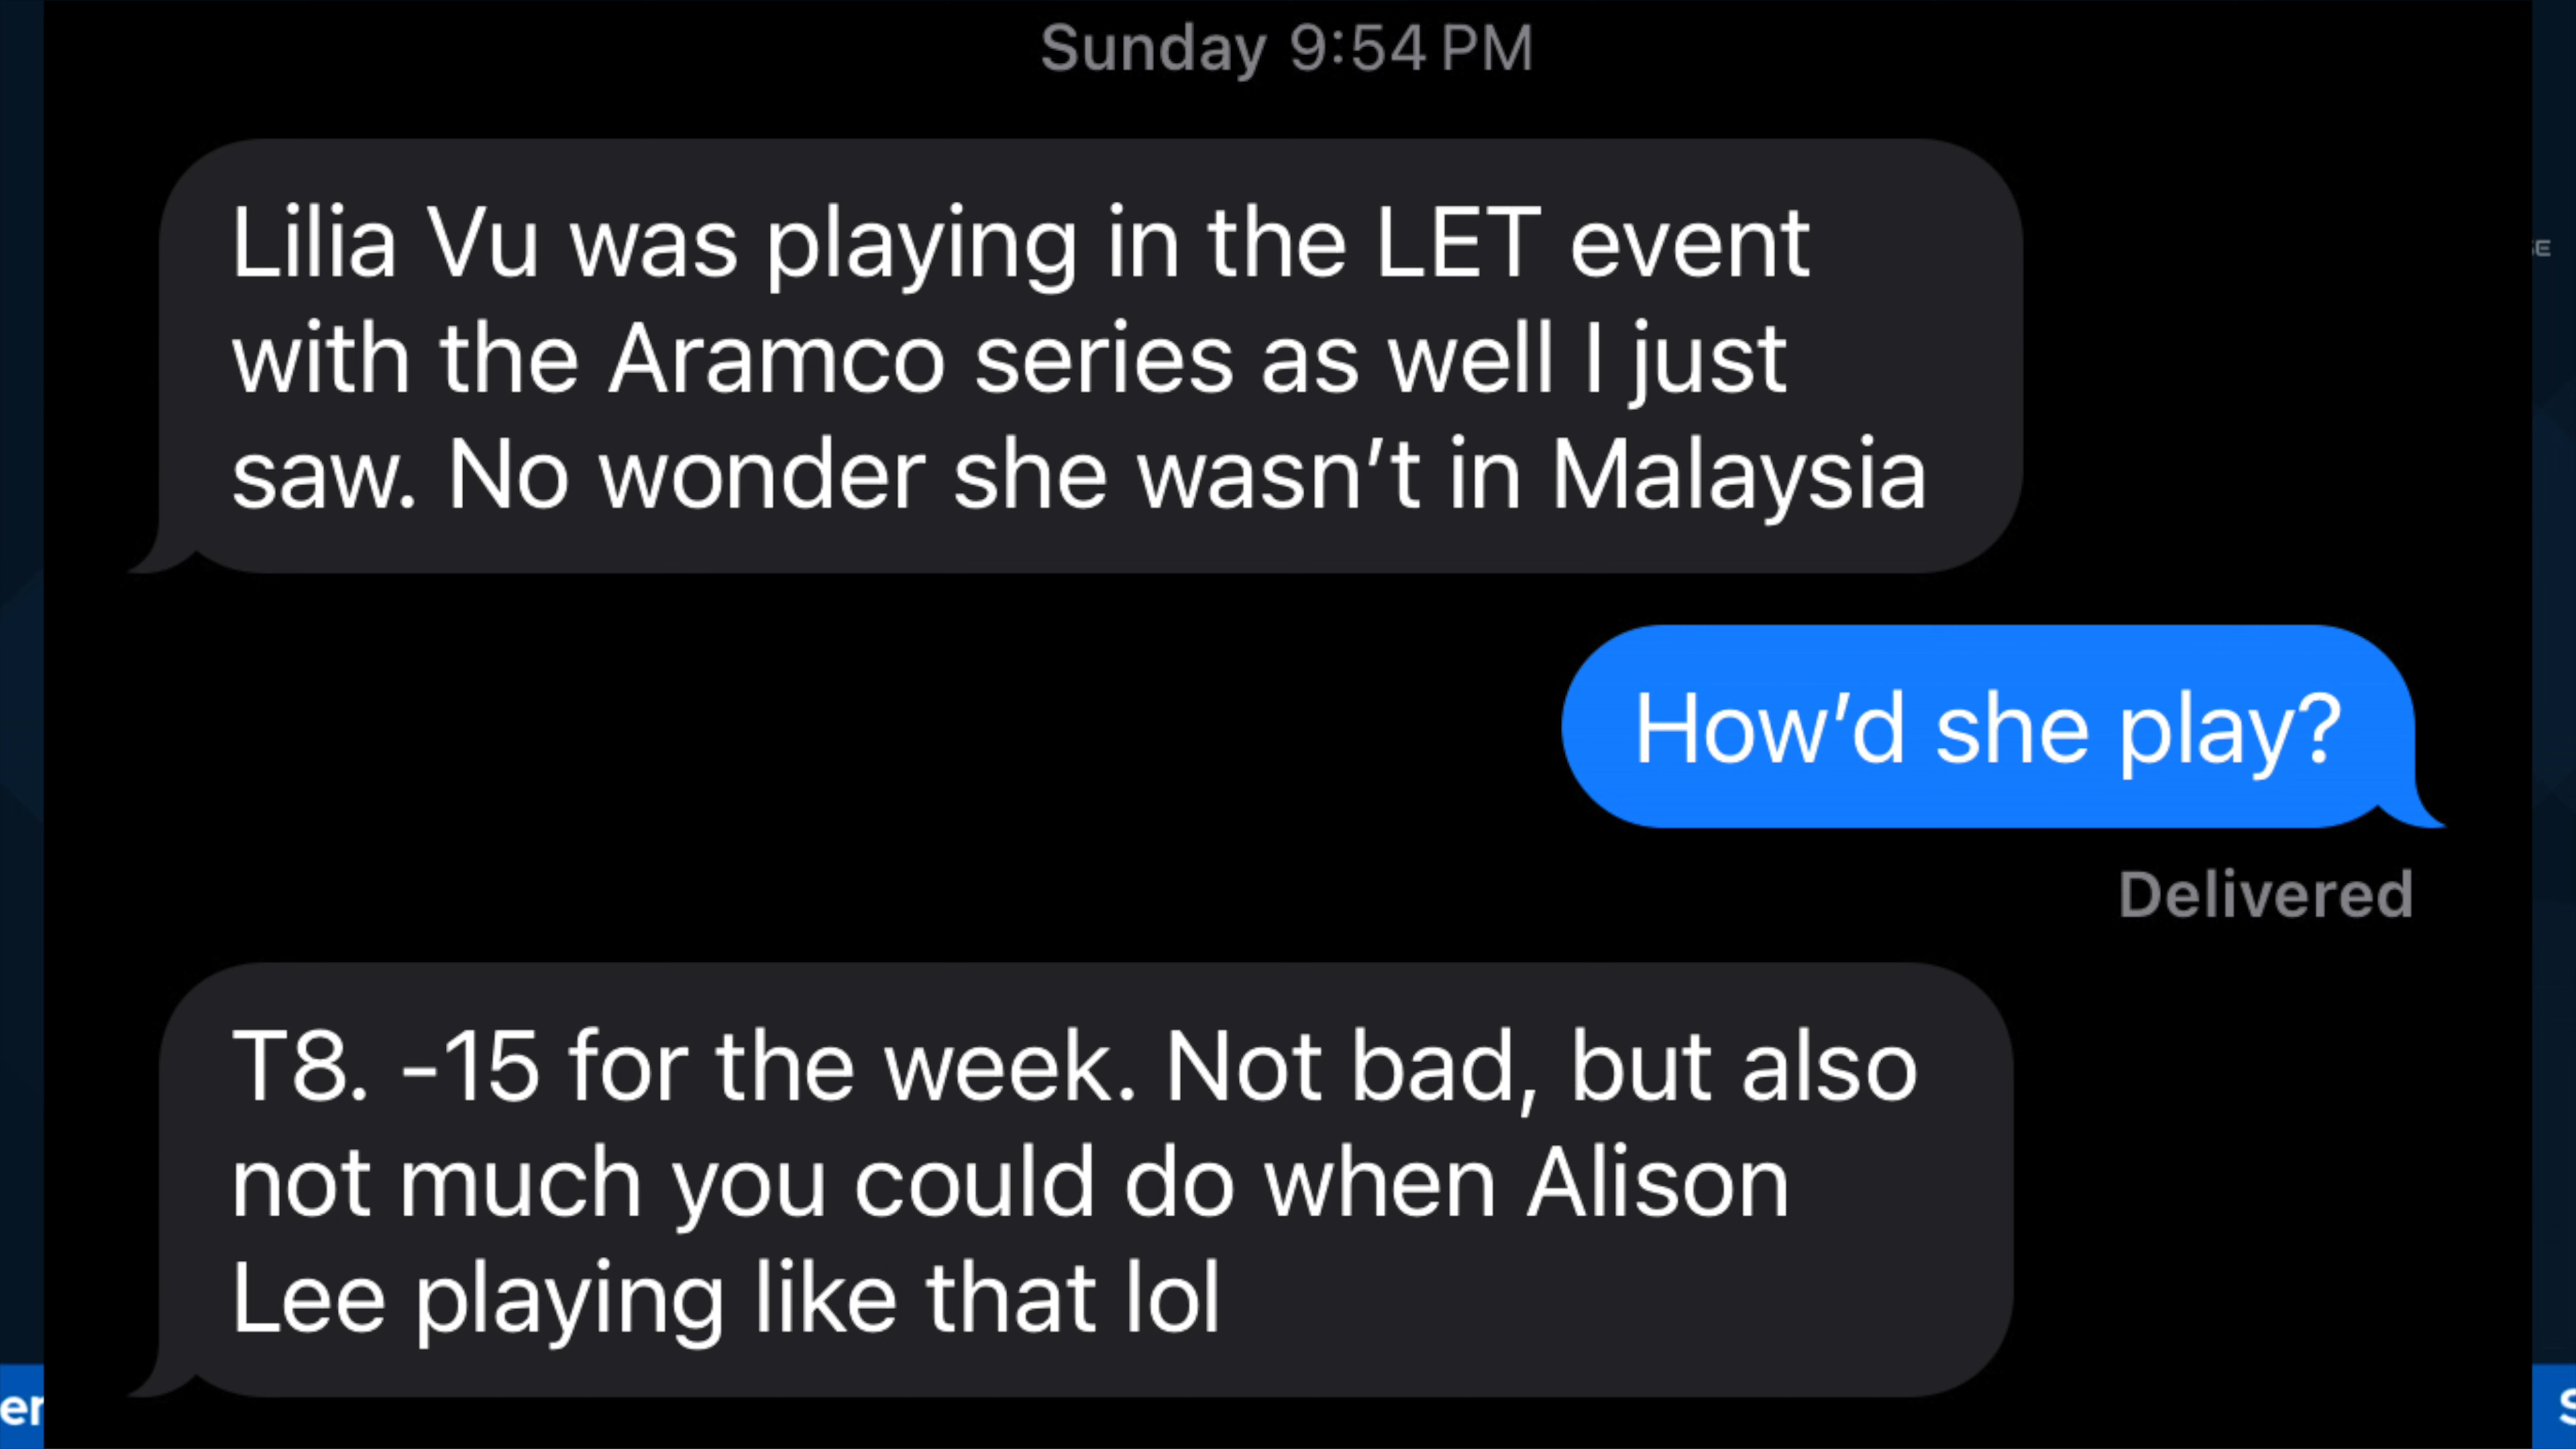 Sunday 9:54 PM
Lilia Vu was playing in the LET event
with the Aramco series as well I just
saw. No wonder she wasn’t in Malaysia
How’d she play?
Delivered
T8. -15 for the week. Not bad, but also
not much you could do when Alison
Lee playing like that lol